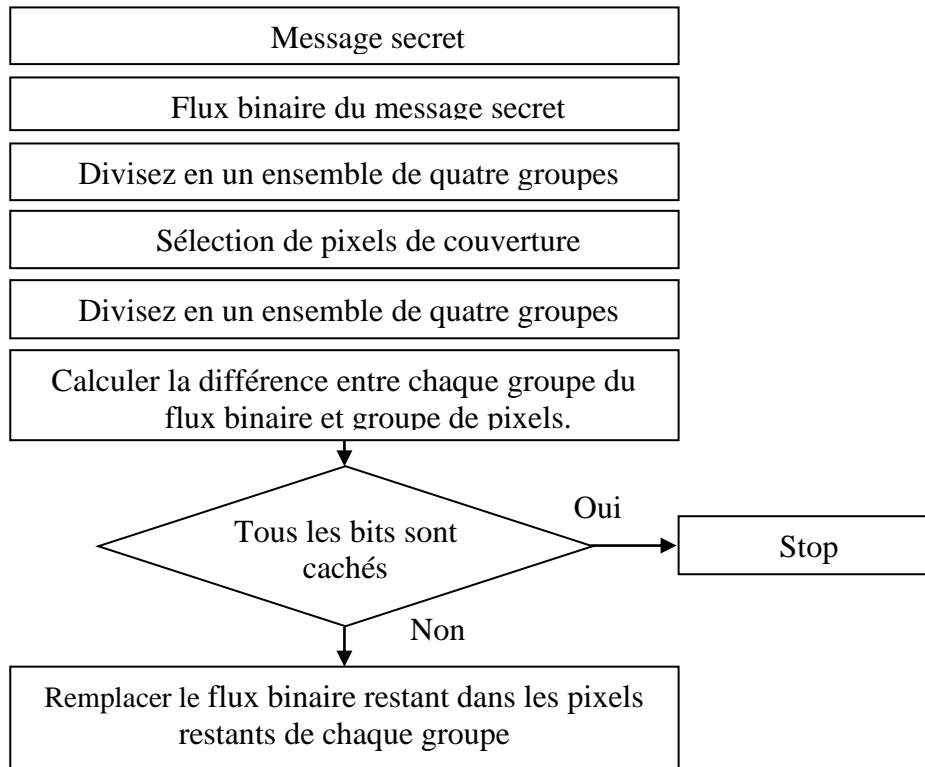 Message secret
Flux binaire du message secret
Divisez en un ensemble de quatre groupes
Sélection de pixels de couverture
Divisez en un ensemble de quatre groupes
Calculer la différence entre chaque groupe du
flux binaire et groupe de pixels.
Oui
Tous les bits sont
cachés
Stop
Non
Remplacer le flux binaire restant dans les pixels
restants de chaque groupe